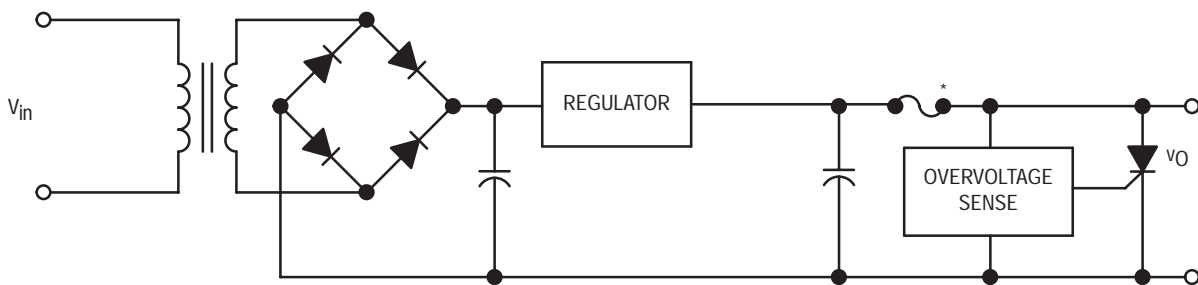 Vin
REGULATOR
*
OVERVOLTAGE
SENSE
vO